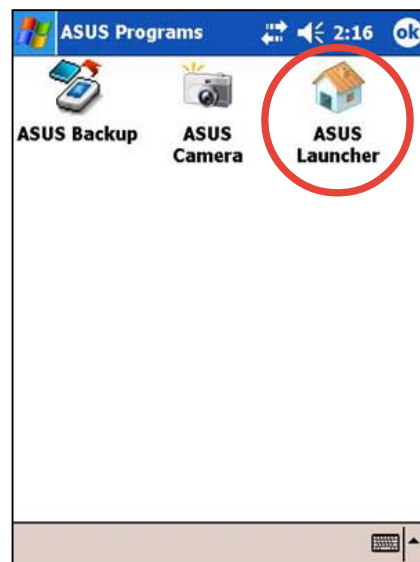 ASUS Programs 2:16 ok
ASUS Backup
ASUS
Camera
ASUS
Launcher